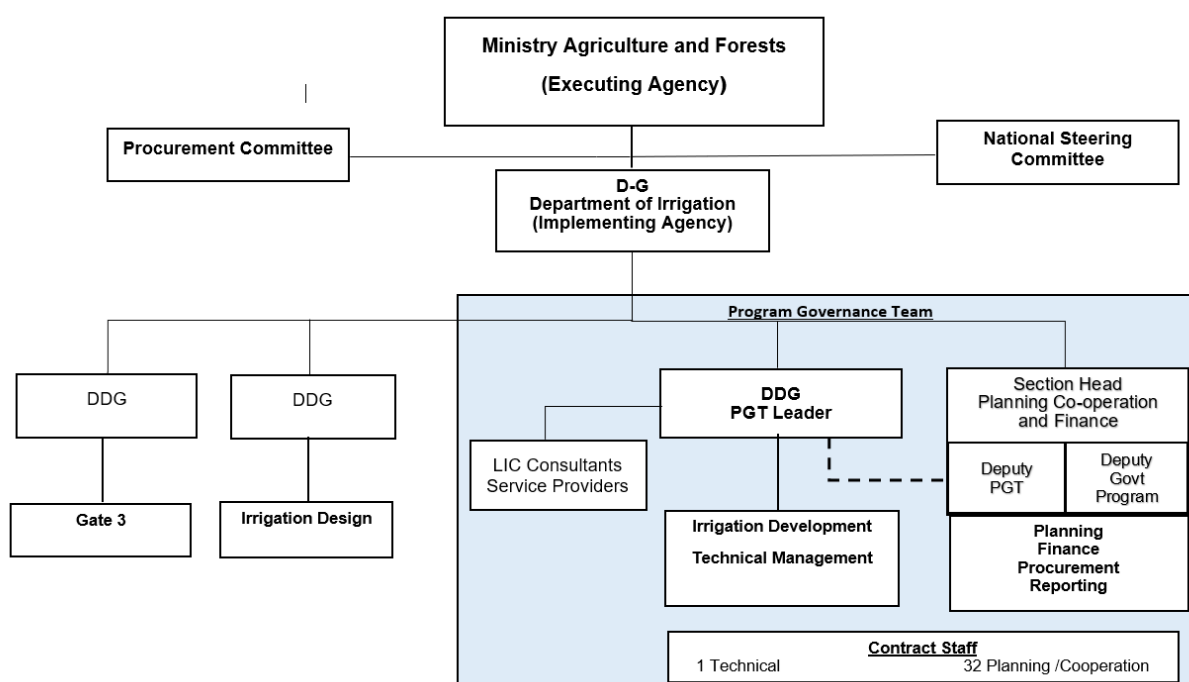 Ministry Agriculture and Forests
(Executing Agency)
Procurement Committee
National Steering
Committee
D-G
Department of Irrigation
(Implementing Agency)
Program Governance Team
DDG
DDG
DDG
PGT Leader
Section Head
Planning Co-operation
and Finance
LIC Consultants
Service Providers
Deputy
PGT
Deputy
Govt
Program
Gate 3
Irrigation Design
Irrigation Development
Technical Management
Planning
Finance
Procurement
Reporting
Contract Staff
1 Technical 32 Planning /Cooperation